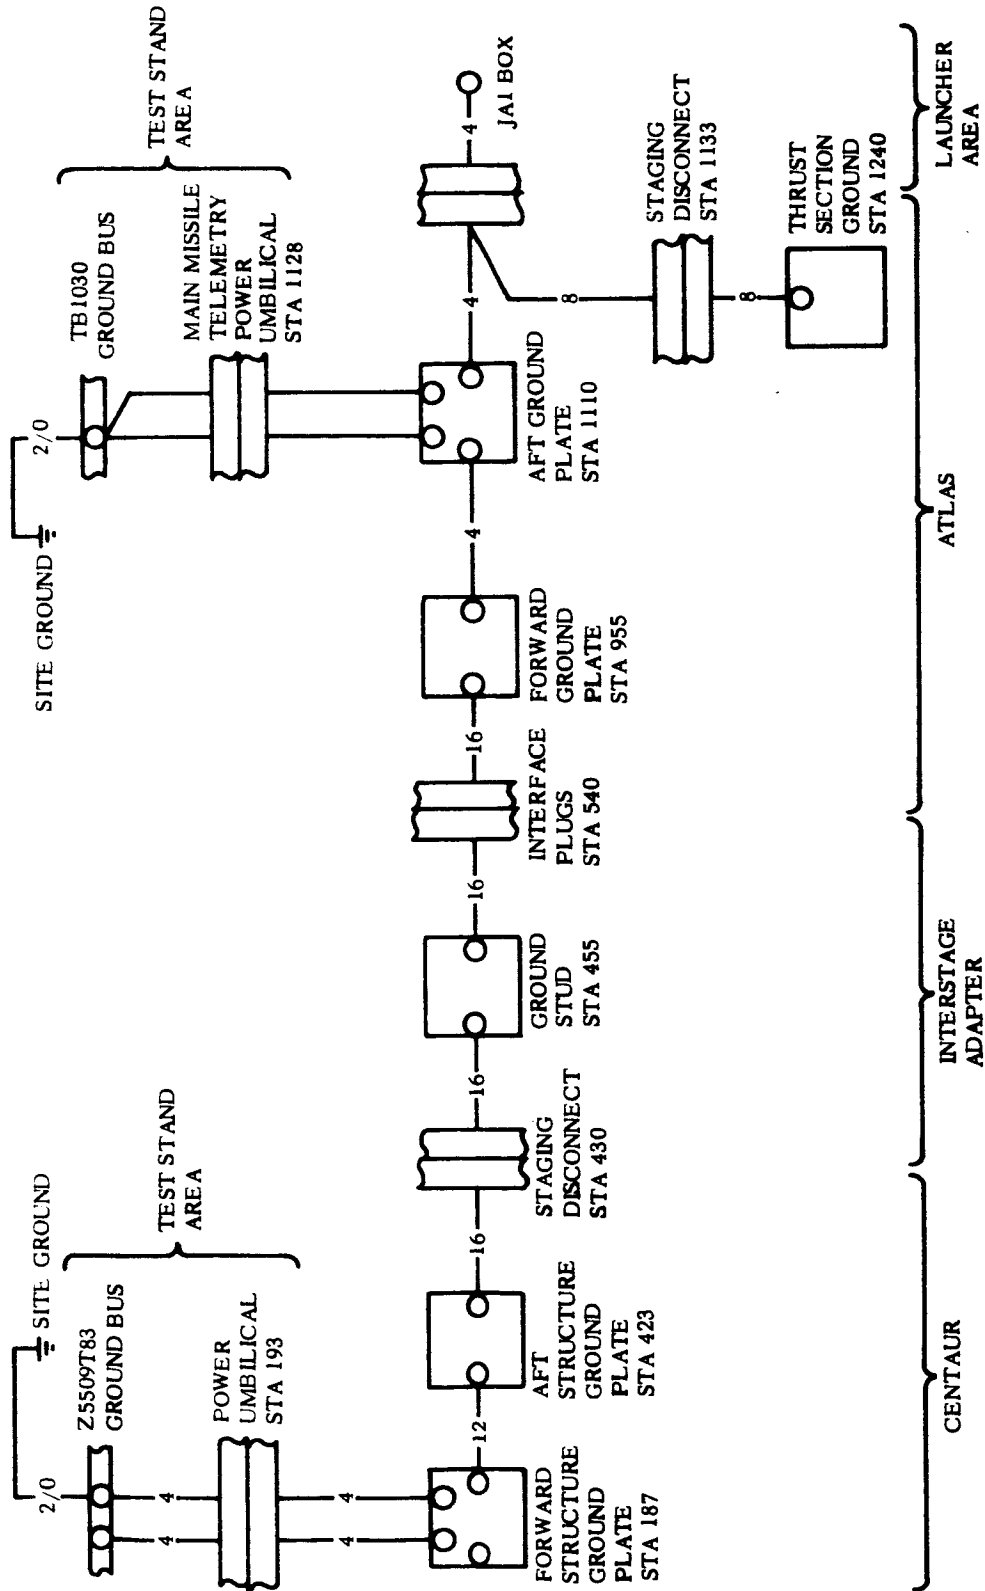 SITE GROUND
2/0
Z5509T83
GROUND BUS
TEST STAND
AREA
4
4
POWER
UMBILICAL
STA 193
4
4
FORWARD
STRUCTURE
GROUND
PLATE
STA 187
12
AFT
STRUCTURE
GROUND
PLATE
STA 423
16
STAGING
DISCONNECT
STA 430
16
GROUND
STUD
STA 455
16
INTERFACE
PLUGS
STA 540
16
FORWARD
GROUND
PLATE
STA 955
4
SITE GROUND
2/0
TB1030
GROUND BUS
TEST STAND
AREA
MAIN MISSILE
TELEMETRY
POWER
UMBILICAL
STA 1128
AFT GROUND
PLATE
STA 1110
4
4
JA1 BOX
8
STAGING
DISCONNECT
STA 1133
8
THRUST
SECTION
GROUND
STA 1240
CENTAUR
INTERSTAGE
ADAPTER
ATLAS
LAUNCHER
AREA